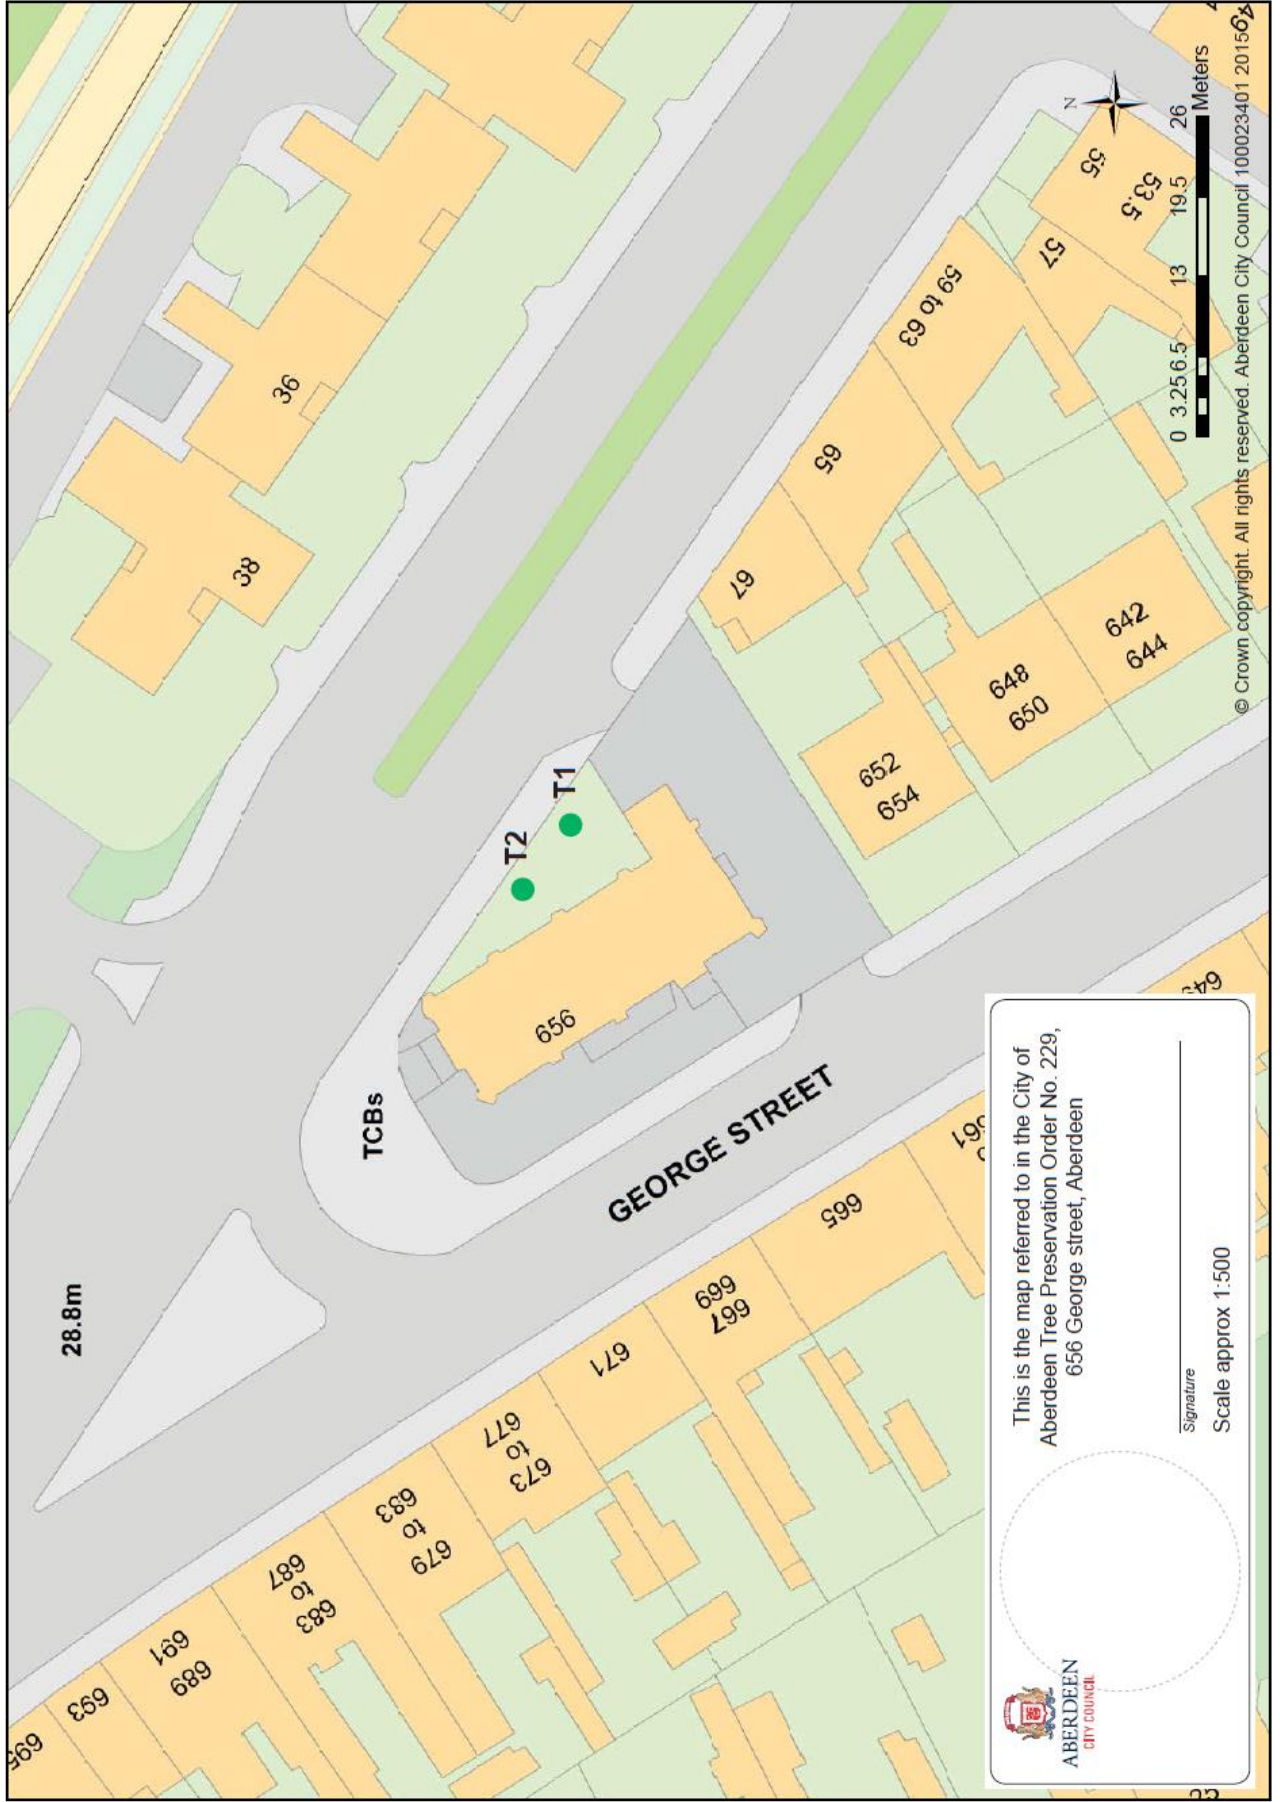 28.8m
TCBs
T2
T1
GEORGE STREET
656
38
36
55
53.5
57
59 to 63
65
67
652
654
648
650
642
644
695
693
691
689
687
to
683
683
to
679
677
to
673
671
669
667
665
N
0 3.25 6.5 13 19.5 26
Meters
© Crown copyright. All rights reserved. Aberdeen City Council 100023401 2015
This is the map referred to in the City of
Aberdeen Tree Preservation Order No. 229,
656 George street, Aberdeen
Signature
Scale approx 1:500
ABERDEEN
CITY COUNCIL